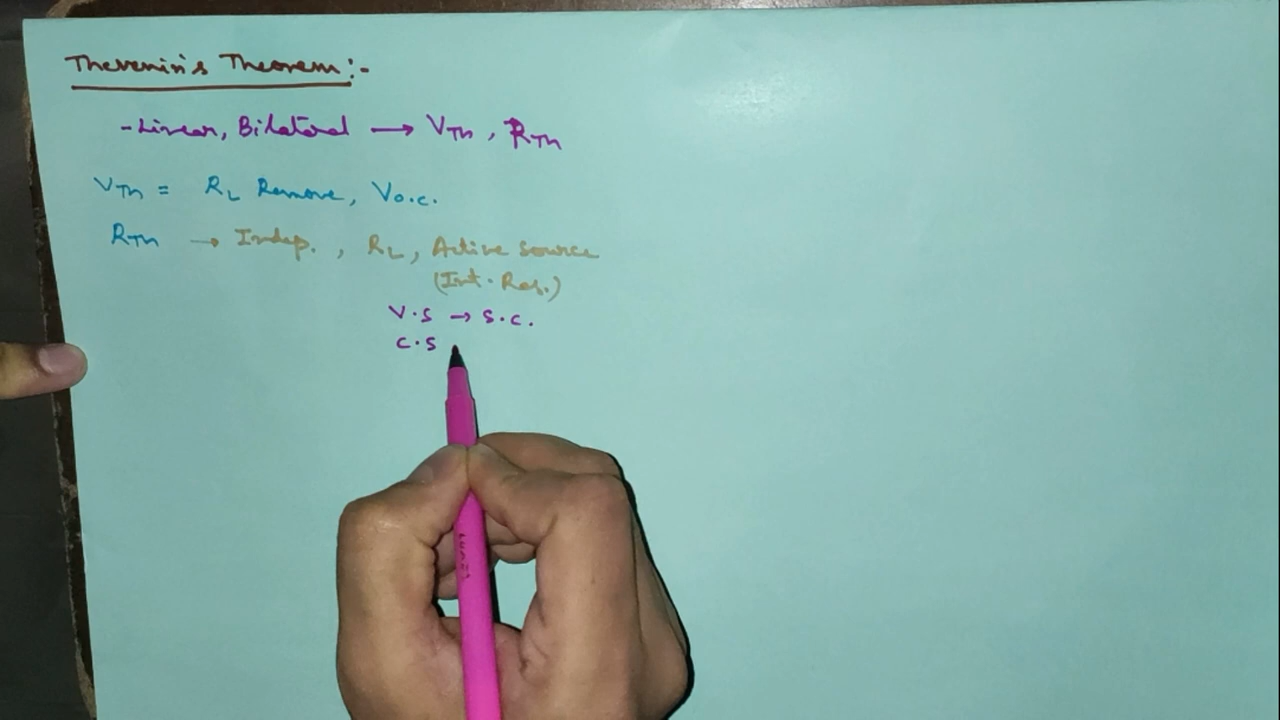 Thevenin's Theorem:-
- Linear, Bilateral → VTh, RTh
VTh = RL Remove, Vo.c.
RTh → Indep., RL, Active Source
(Int. Res.)
V.S → S.C.
C.S